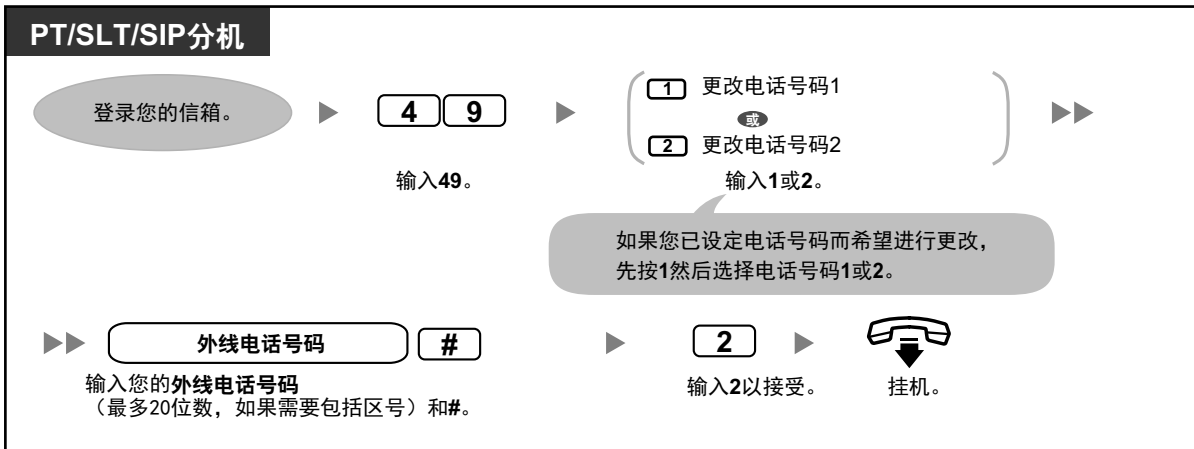 PT/SLT/SIP分机
登录您的信箱。
4 9
输入49。
1 更改电话号码1
或
2 更改电话号码2
输入1或2。
如果您已设定电话号码而希望进行更改，
先按1然后选择电话号码1或2。
外线电话号码 #
输入您的外线电话号码
（最多20位数，如果需要包括区号）和#。
2
输入2以接受。
挂机。